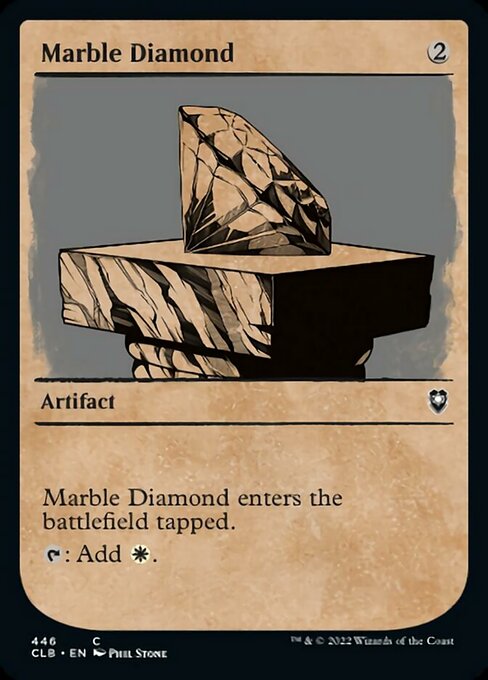 Marble Diamond 2
Artifact
Marble Diamond enters the
battlefield tapped.
: Add .
446 C
CLB • EN Phil Stone
™ & © 2022 Wizards of the Coast